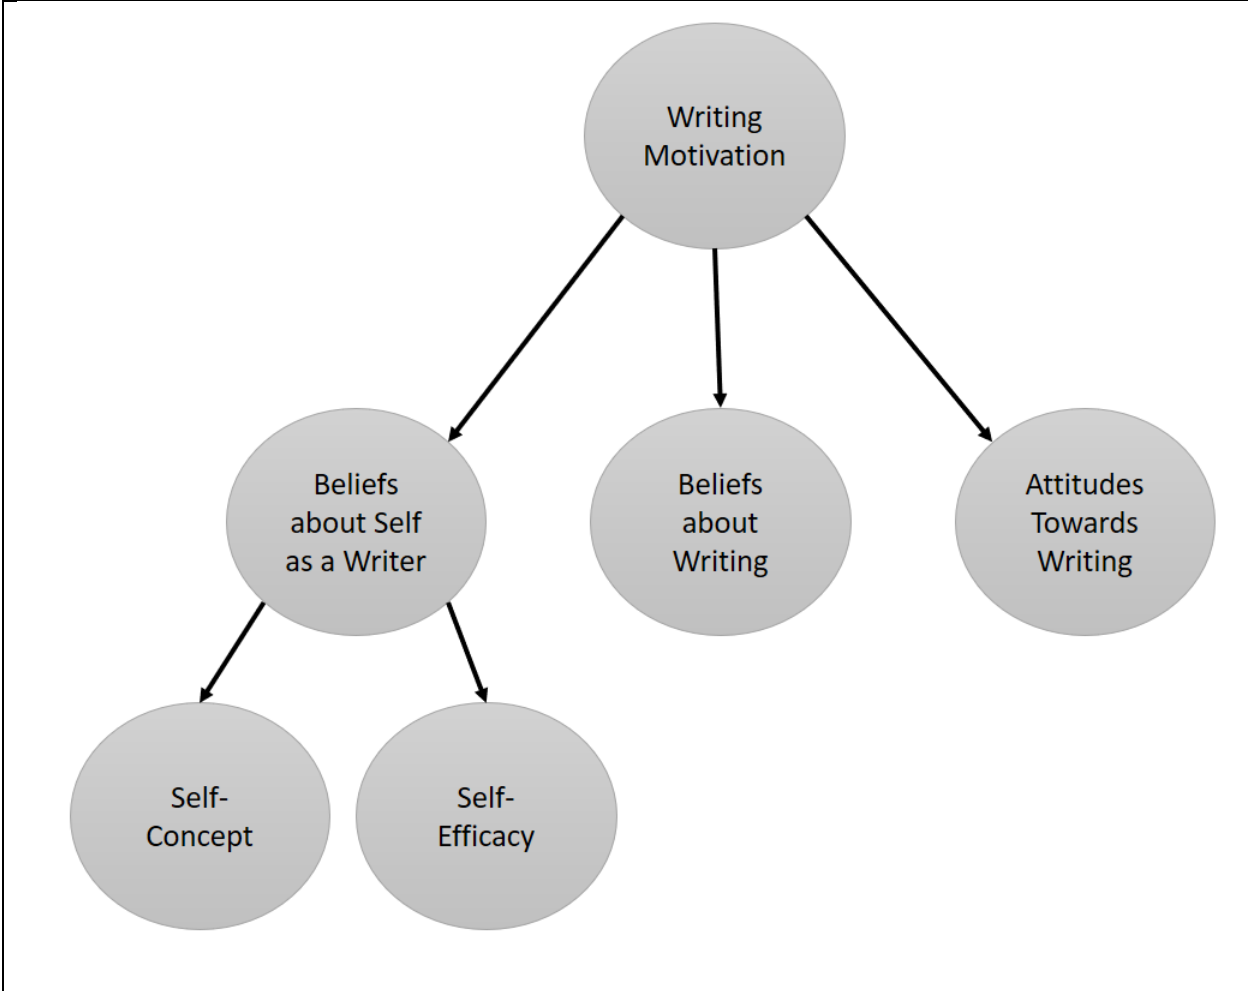 Writing
Motivation
Beliefs
about Self
as a Writer
Beliefs
about
Writing
Attitudes
Towards
Writing
Self-
Concept
Self-
Efficacy